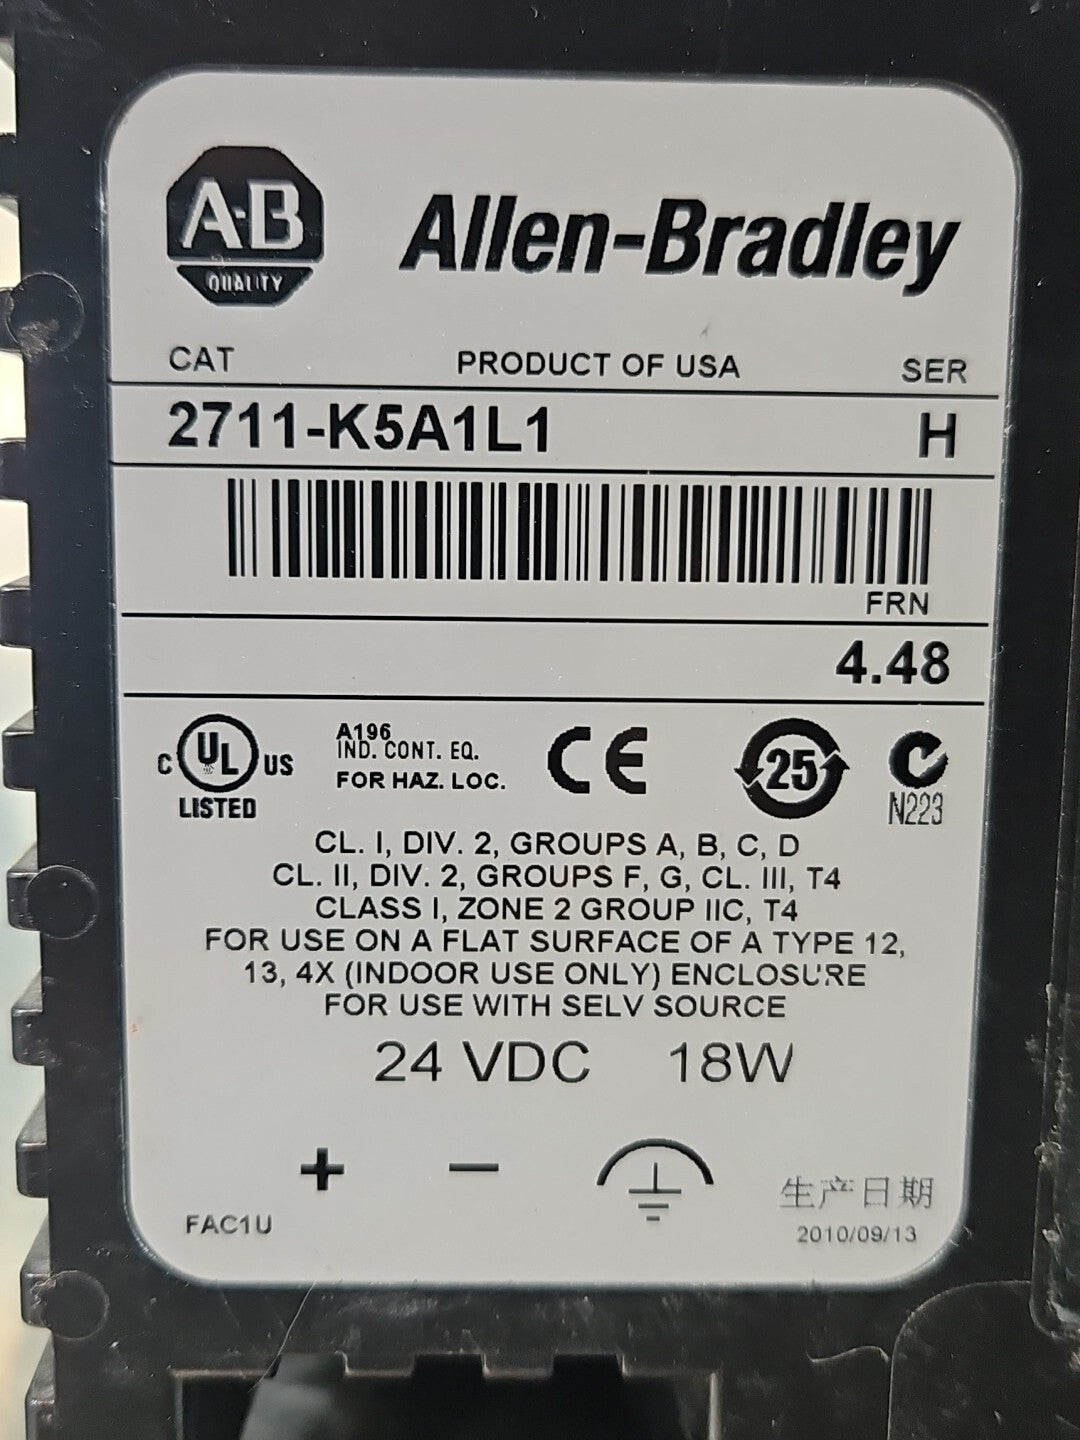 A-B
QUALITY
Allen-Bradley
CAT PRODUCT OF USA SER
2711-K5A1L1 H
FRN
4.48
C UL US
LISTED
A196
IND. CONT. EQ.
FOR HAZ. LOC.
CE
25
N223
CL. I, DIV. 2, GROUPS A, B, C, D
CL. II, DIV. 2, GROUPS F, G, CL. III, T4
CLASS I, ZONE 2 GROUP IIC, T4
FOR USE ON A FLAT SURFACE OF A TYPE 12,
13, 4X (INDOOR USE ONLY) ENCLOSURE
FOR USE WITH SELV SOURCE
24 VDC 18W
+ −
FAC1U
生产日期
2010/09/13